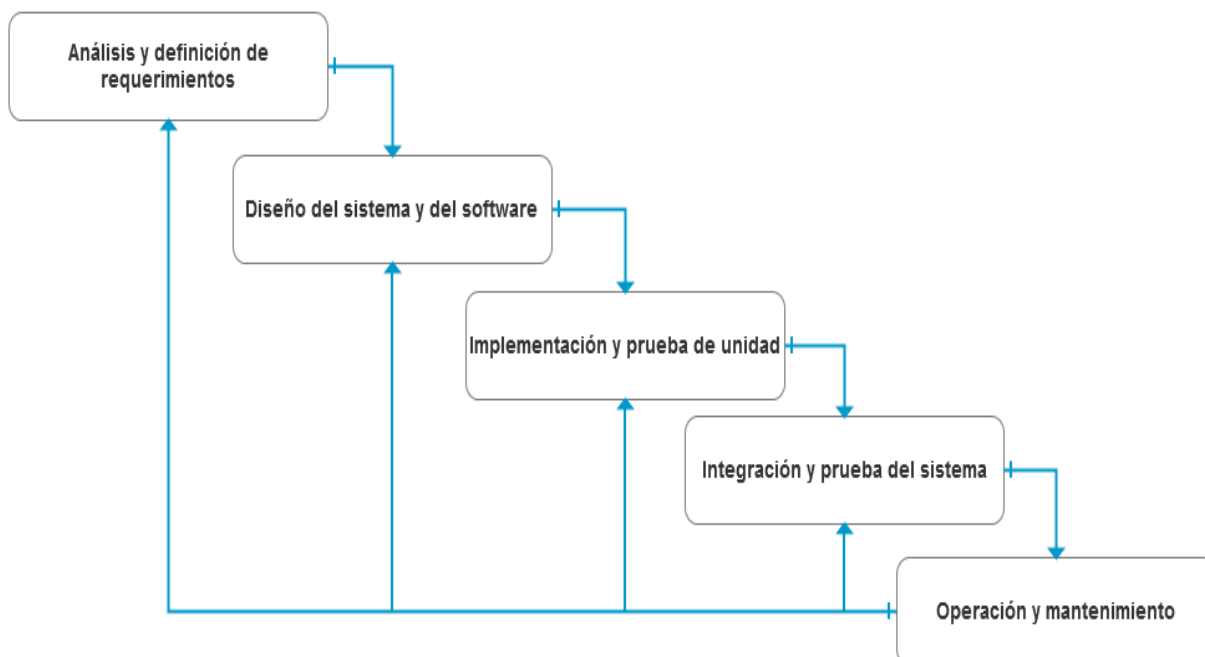 Análisis y definición de
requerimientos
Diseño del sistema y del software
Implementación y prueba de unidad
Integración y prueba del sistema
Operación y mantenimiento